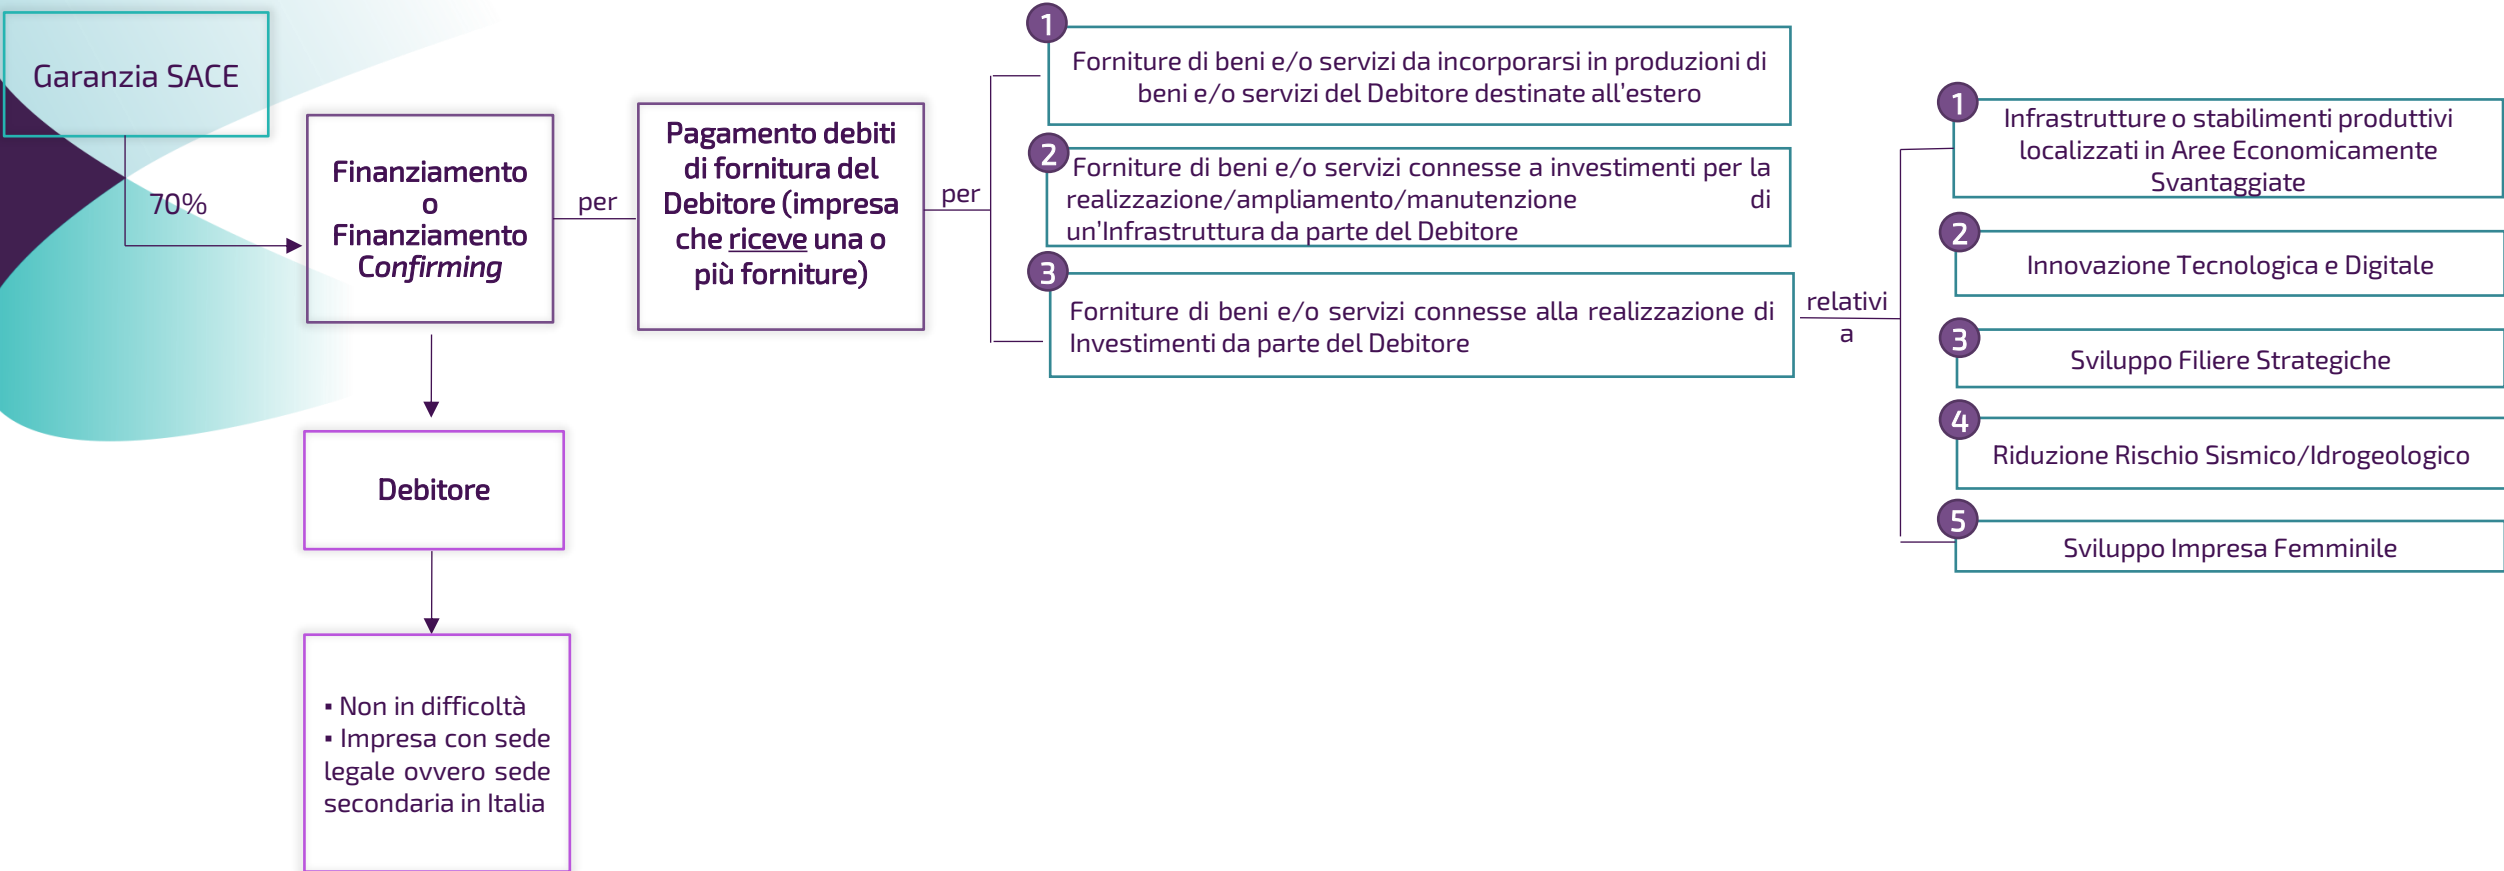 Garanzia SACE
70%
Finanziamento
o
Finanziamento
Confirming
per
Pagamento debiti
di fornitura del
Debitore (impresa
che riceve una o
più forniture)
per
1
Forniture di beni e/o servizi da incorporarsi in produzioni di
beni e/o servizi del Debitore destinate all'estero
2
Forniture di beni e/o servizi connesse a investimenti per la
realizzazione/ampliamento/manutenzione di
un'Infrastruttura da parte del Debitore
3
Forniture di beni e/o servizi connesse alla realizzazione di
Investimenti da parte del Debitore
relativi
a
1
Infrastrutture o stabilimenti produttivi
localizzati in Aree Economicamente
Svantaggiate
2
Innovazione Tecnologica e Digitale
3
Sviluppo Filiere Strategiche
4
Riduzione Rischio Sismico/Idrogeologico
5
Sviluppo Impresa Femminile
Debitore
▪ Non in difficoltà
▪ Impresa con sede
legale ovvero sede
secondaria in Italia